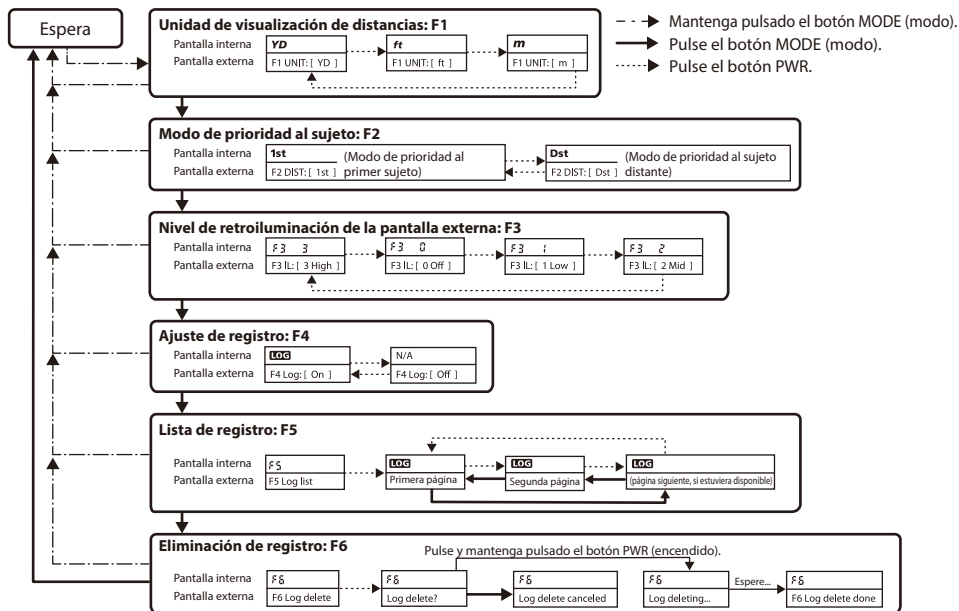 Espera
Mantenga pulsado el botón MODE (modo).
Pulse el botón MODE (modo).
Pulse el botón PWR.
Unidad de visualización de distancias: F1
Pantalla interna YD ft m
Pantalla externa F1 UNIT: [ YD ] F1 UNIT: [ ft ] F1 UNIT: [ m ]
Modo de prioridad al sujeto: F2
Pantalla interna 1st (Modo de prioridad al Dst (Modo de prioridad al sujeto
Pantalla externa F2 DIST: [ 1st ] primer sujeto) F2 DIST: [ Dst ] distante)
Nivel de retroiluminación de la pantalla externa: F3
Pantalla interna F3 3 F3 0 F3 1 F3 2
Pantalla externa F3 IL: [ 3 High ] F3 IL: [ 0 Off ] F3 IL: [ 1 Low ] F3 IL: [ 2 Mid ]
Ajuste de registro: F4
Pantalla interna LOG N/A
Pantalla externa F4 Log: [ On ] F4 Log: [ Off ]
Lista de registro: F5
Pantalla interna F5 LOG LOG LOG
Pantalla externa F5 Log list Primera página Segunda página (página siguiente, si estuviera disponible)
Eliminación de registro: F6
Pulse y mantenga pulsado el botón PWR (encendido).
Pantalla interna F6 F6 F6 F6 Espere... F6
Pantalla externa F6 Log delete Log delete? Log delete canceled Log deleting... F6 Log delete done